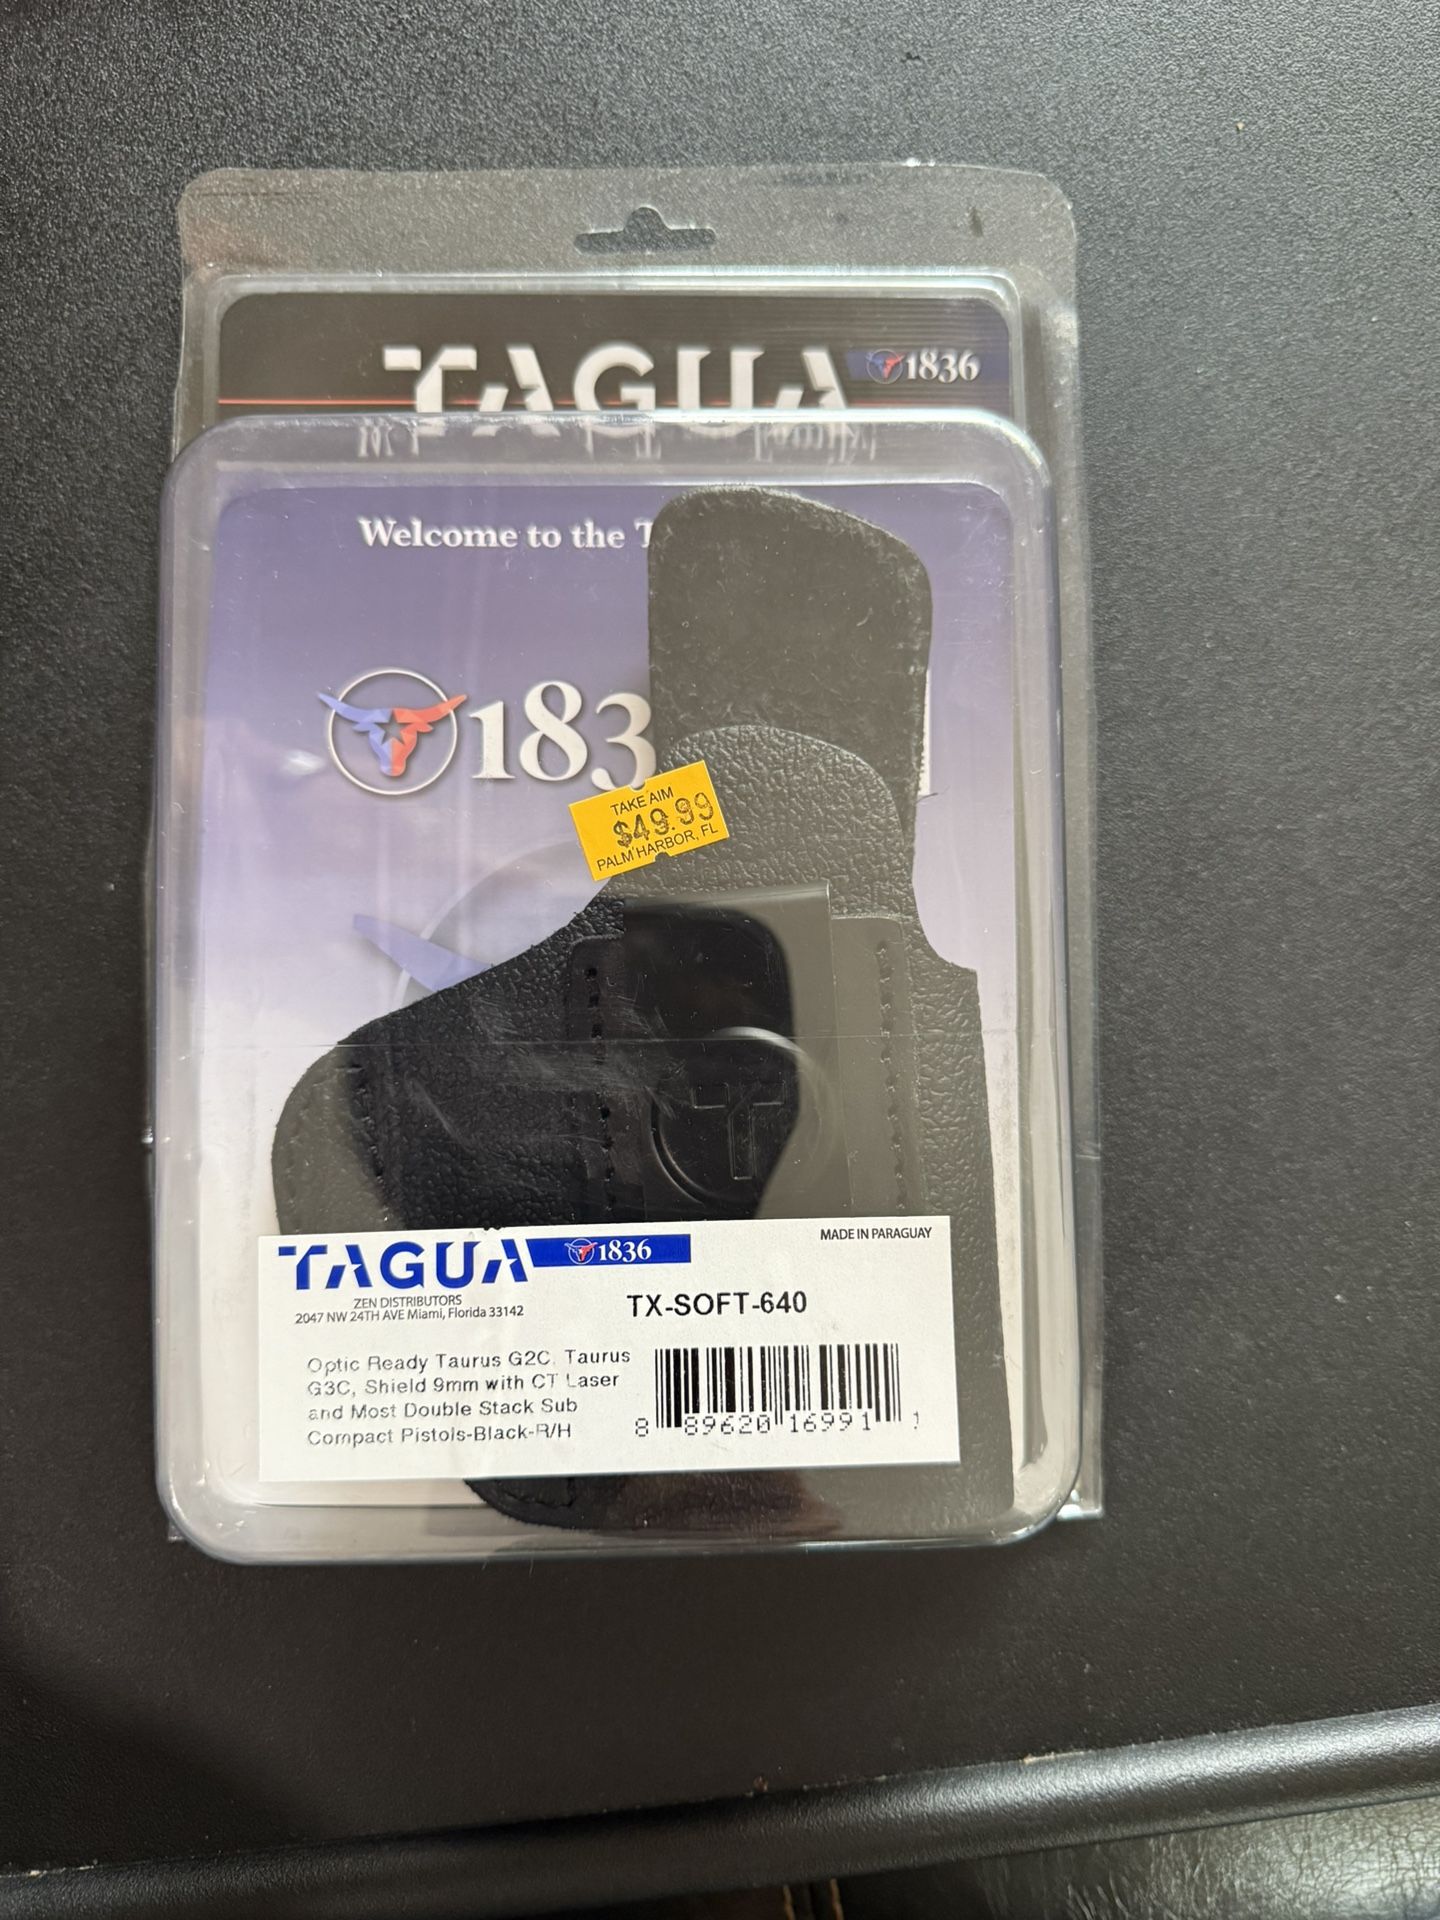 TAGUA
1836
Welcome to the T
183
TAKE AIM
$49.99
PALM HARBOR, FL
T
TAGUA 1836
MADE IN PARAGUAY
ZEN DISTRIBUTORS
2047 NW 24TH AVE Miami, Florida 33142
TX-SOFT-640
Optic Ready Taurus G2C, Taurus
G3C, Shield 9mm with CT Laser
and Most Double Stack Sub
Compact Pistols-Black-R/H
8 89620 16991 1